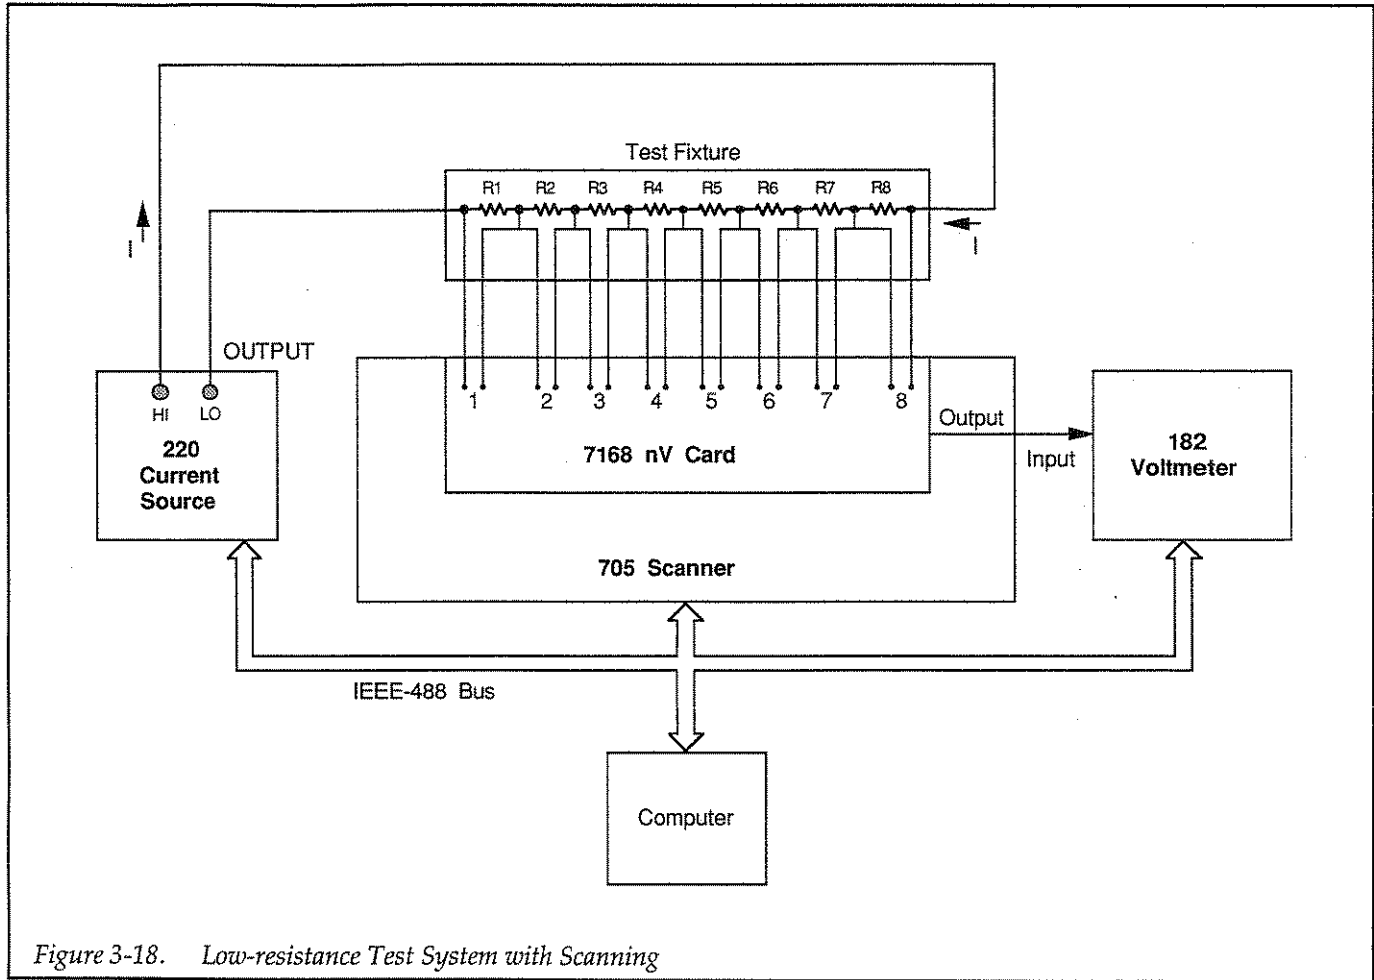 Test Fixture
R1 R2 R3 R4 R5 R6 R7 R8
I
I
OUTPUT
HI LO
220
Current
Source
1 2 3 4 5 6 7 8
7168 nV Card
Output
Input
182
Voltmeter
705 Scanner
IEEE-488 Bus
Computer
Figure 3-18. Low-resistance Test System with Scanning